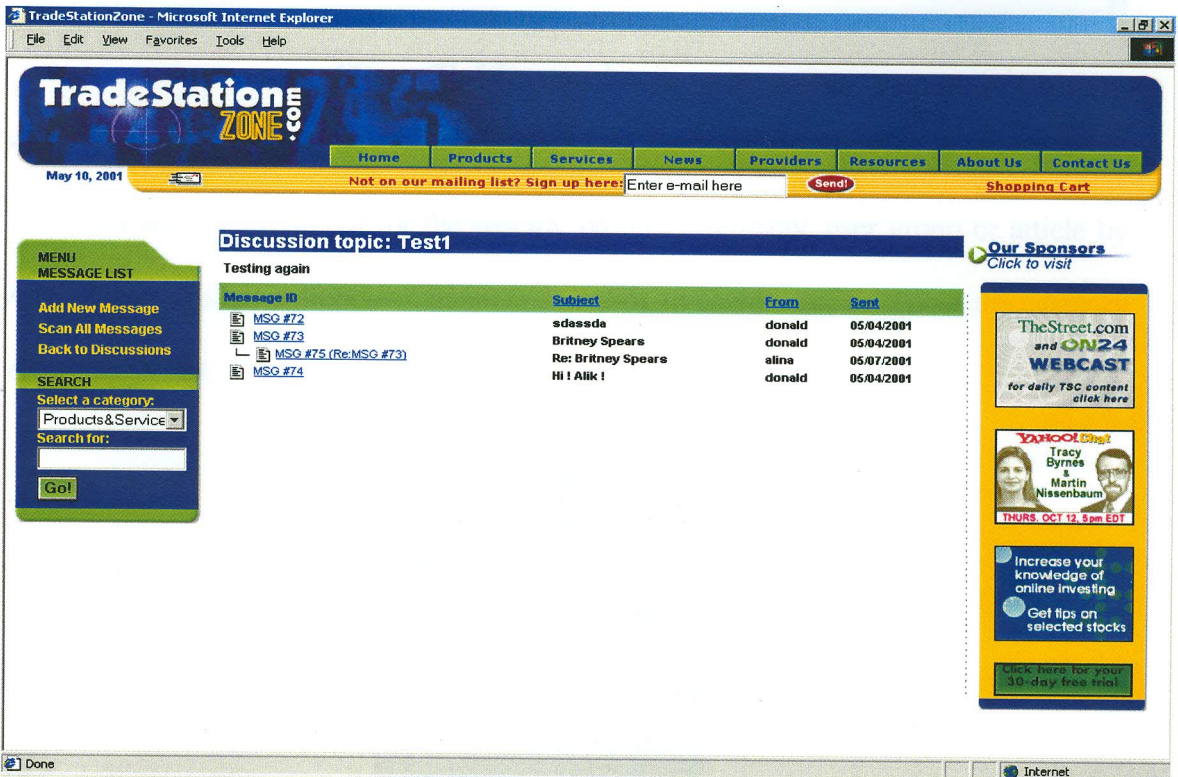 TradeStationZone - Microsoft Internet Explorer
File Edit View Favorites Tools Help
TradeStation
ZONE
.com
Home Products Services News Providers Resources About Us Contact Us
May 10, 2001
Not on our mailing list? Sign up here: Enter e-mail here Send! Shopping Cart
MENU
MESSAGE LIST
Add New Message
Scan All Messages
Back to Discussions
SEARCH
Select a category:
Products&Service
Search for:
Go!
Discussion topic: Test1
Testing again
Message ID Subject From Sent
MSG #72 sdassda donald 05/04/2001
MSG #73 Britney Spears donald 05/04/2001
MSG #75 (Re:MSG #73) Re: Britney Spears alina 05/07/2001
MSG #74 Hi ! Alik ! donald 05/04/2001
Our Sponsors
Click to visit
TheStreet.com
and ON24
WEBCAST
for daily TSC content
click here
YAHOO! Chat
Tracy
Byrnes
&
Martin
Nissenbaum
THURS. OCT 12, 5pm EDT
Increase your
knowledge of
online investing
Get tips on
selected stocks
Click here for your
30-day free trial
Done
Internet